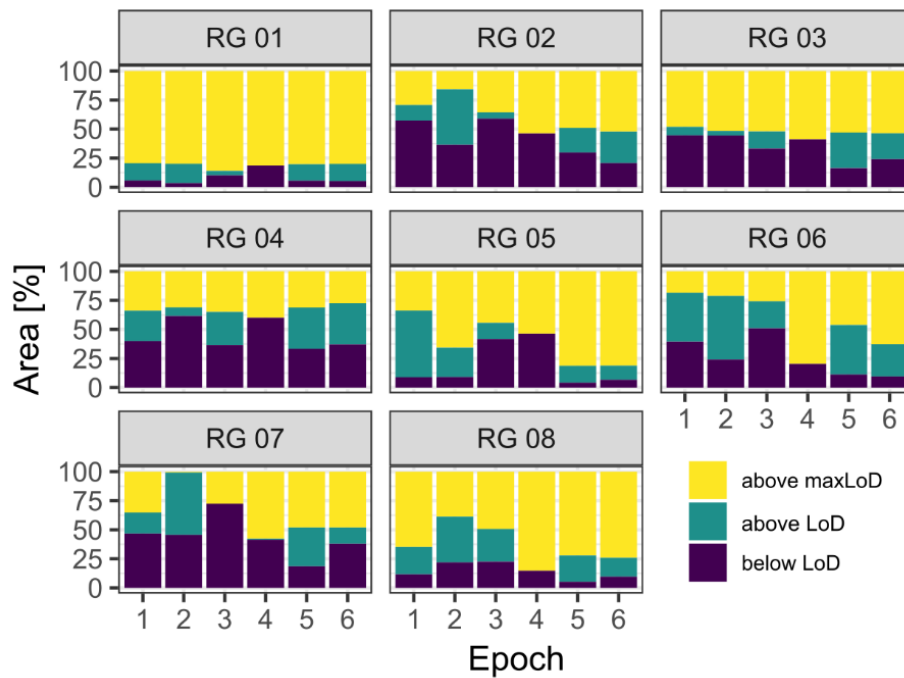 RG 01 RG 02 RG 03
100
75
50
25
0
RG 04 RG 05 RG 06
100
75
50
25
0
Area [%]
1 2 3 4 5 6
RG 07 RG 08
100
75
50
25
0
above maxLoD
above LoD
below LoD
1 2 3 4 5 6 1 2 3 4 5 6
Epoch